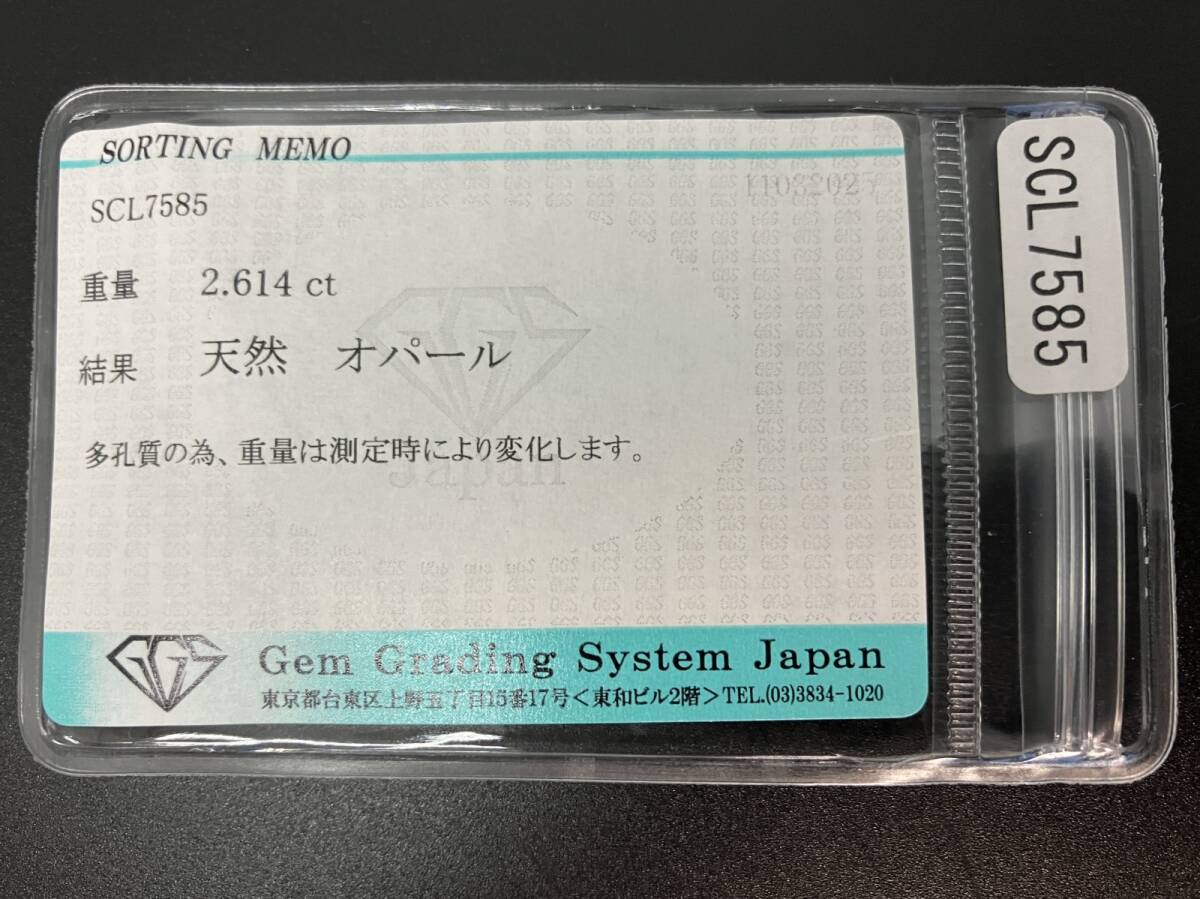 SORTING MEMO
SCL7585
重量 2.614 ct
結果 天然 オパール
多孔質の為、重量は測定時により変化します。
Japan
GGS Gem Grading System Japan
東京都台東区上野五丁目15番17号<東和ビル2階>TEL.(03)3834-1020
SCL7585